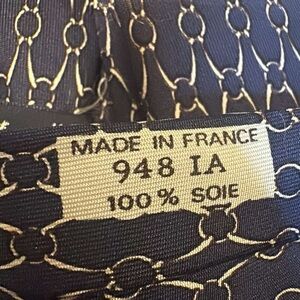 MADE IN FRANCE
948 IA
100 % SOIE